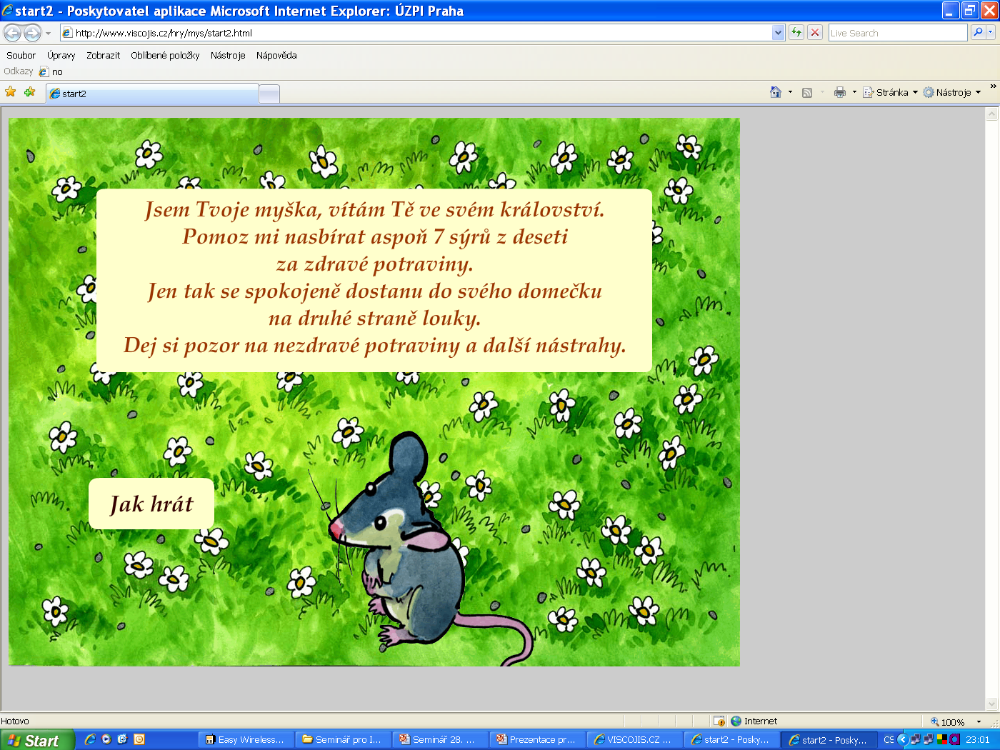 start2 - Poskytovatel aplikace Microsoft Internet Explorer: ÚZPI Praha
http://www.viscojis.cz/hry/mys/start2.html
Live Search
Soubor Úpravy Zobrazit Oblíbené položky Nástroje Nápověda
Odkazy no
start2
Stránka Nástroje
Jsem Tvoje myška, vítám Tě ve svém království.
Pomoz mi nasbírat aspoň 7 sýrů z deseti
za zdravé potraviny.
Jen tak se spokojeně dostanu do svého domečku
na druhé straně louky.
Dej si pozor na nezdravé potraviny a další nástrahy.
Jak hrát
Hotovo Internet 100%
Start Easy Wireless... Seminář pro I... Seminář 28. ... Prezentace pr... VISCOJIS.CZ ... start2 - Posky... start2 - Posky... CS 23:01